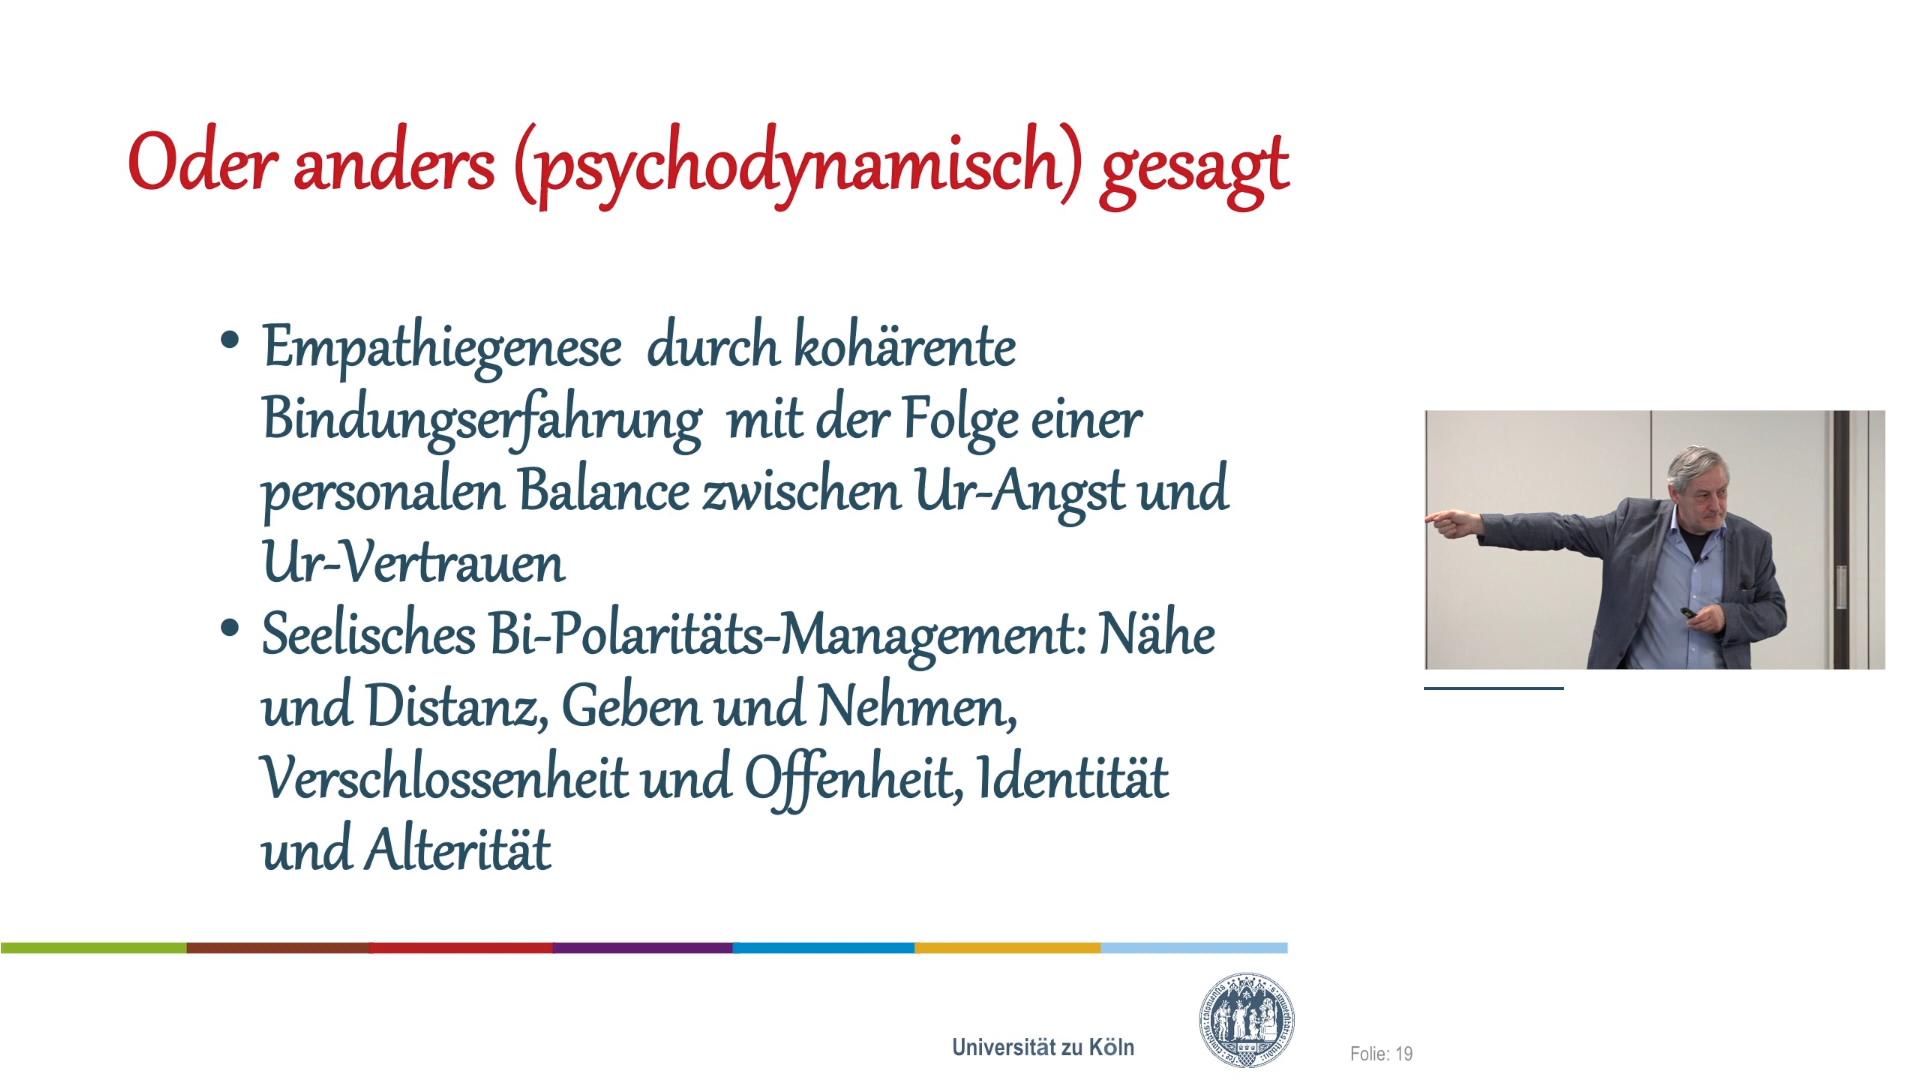 Oder anders (psychodynamisch) gesagt
• Empathiegenese durch kohärente
Bindungserfahrung mit der Folge einer
personalen Balance zwischen Ur-Angst und
Ur-Vertrauen
• Seelisches Bi-Polaritäts-Management: Nähe
und Distanz, Geben und Nehmen,
Verschlossenheit und Offenheit, Identität
und Alterität
Universität zu Köln
Folie: 19